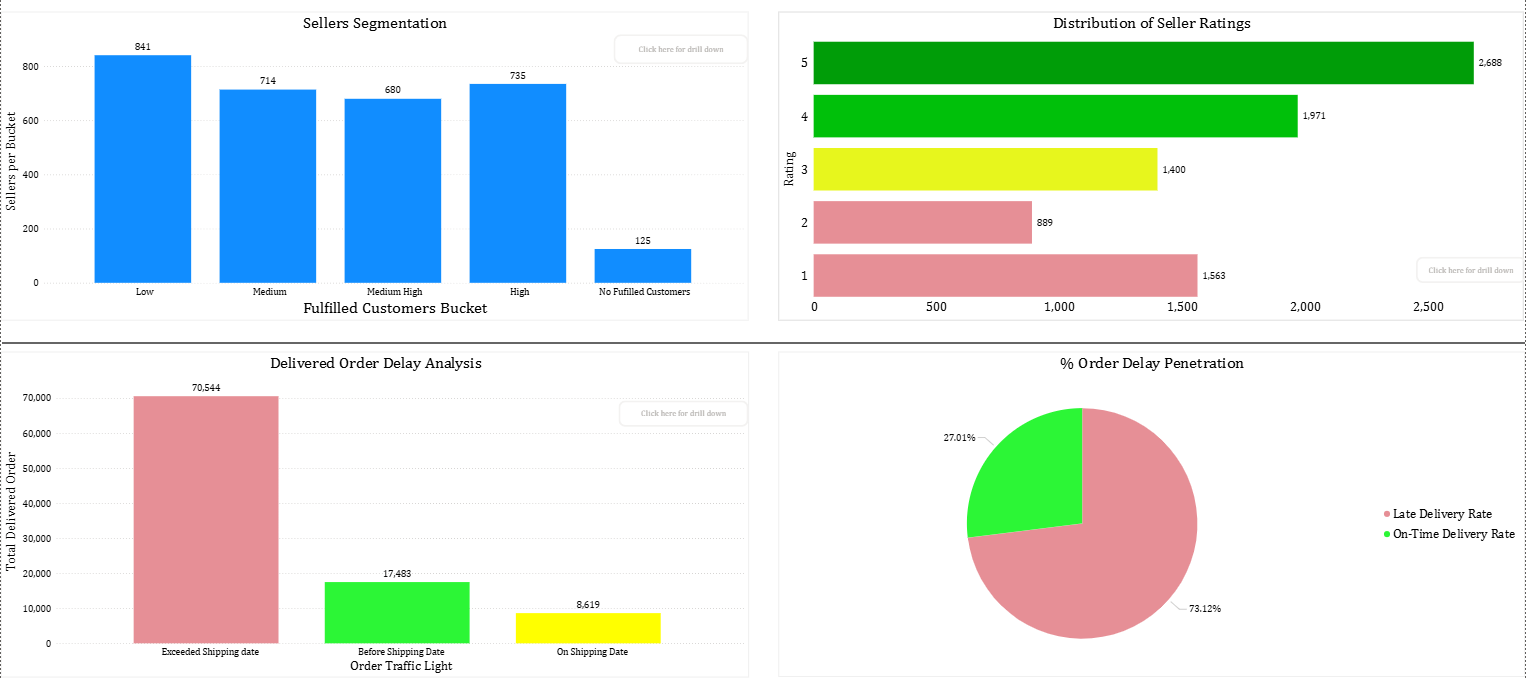 Sellers Segmentation
Click here for drill down
841
714
680
735
125
800
600
400
200
0
Sellers per Bucket
Low
Medium
Medium High
High
No Fufilled Customers
Fulfilled Customers Bucket
Distribution of Seller Ratings
5
2,688
4
1,971
3
1,400
2
889
1
1,563
Rating
Click here for drill down
0
500
1,000
1,500
2,000
2,500
Delivered Order Delay Analysis
Click here for drill down
70,544
17,483
8,619
70,000
60,000
50,000
40,000
30,000
20,000
10,000
0
Total Delivered Order
Exceeded Shipping date
Before Shipping Date
On Shipping Date
Order Traffic Light
% Order Delay Penetration
27.01%
73.12%
Late Delivery Rate
On-Time Delivery Rate